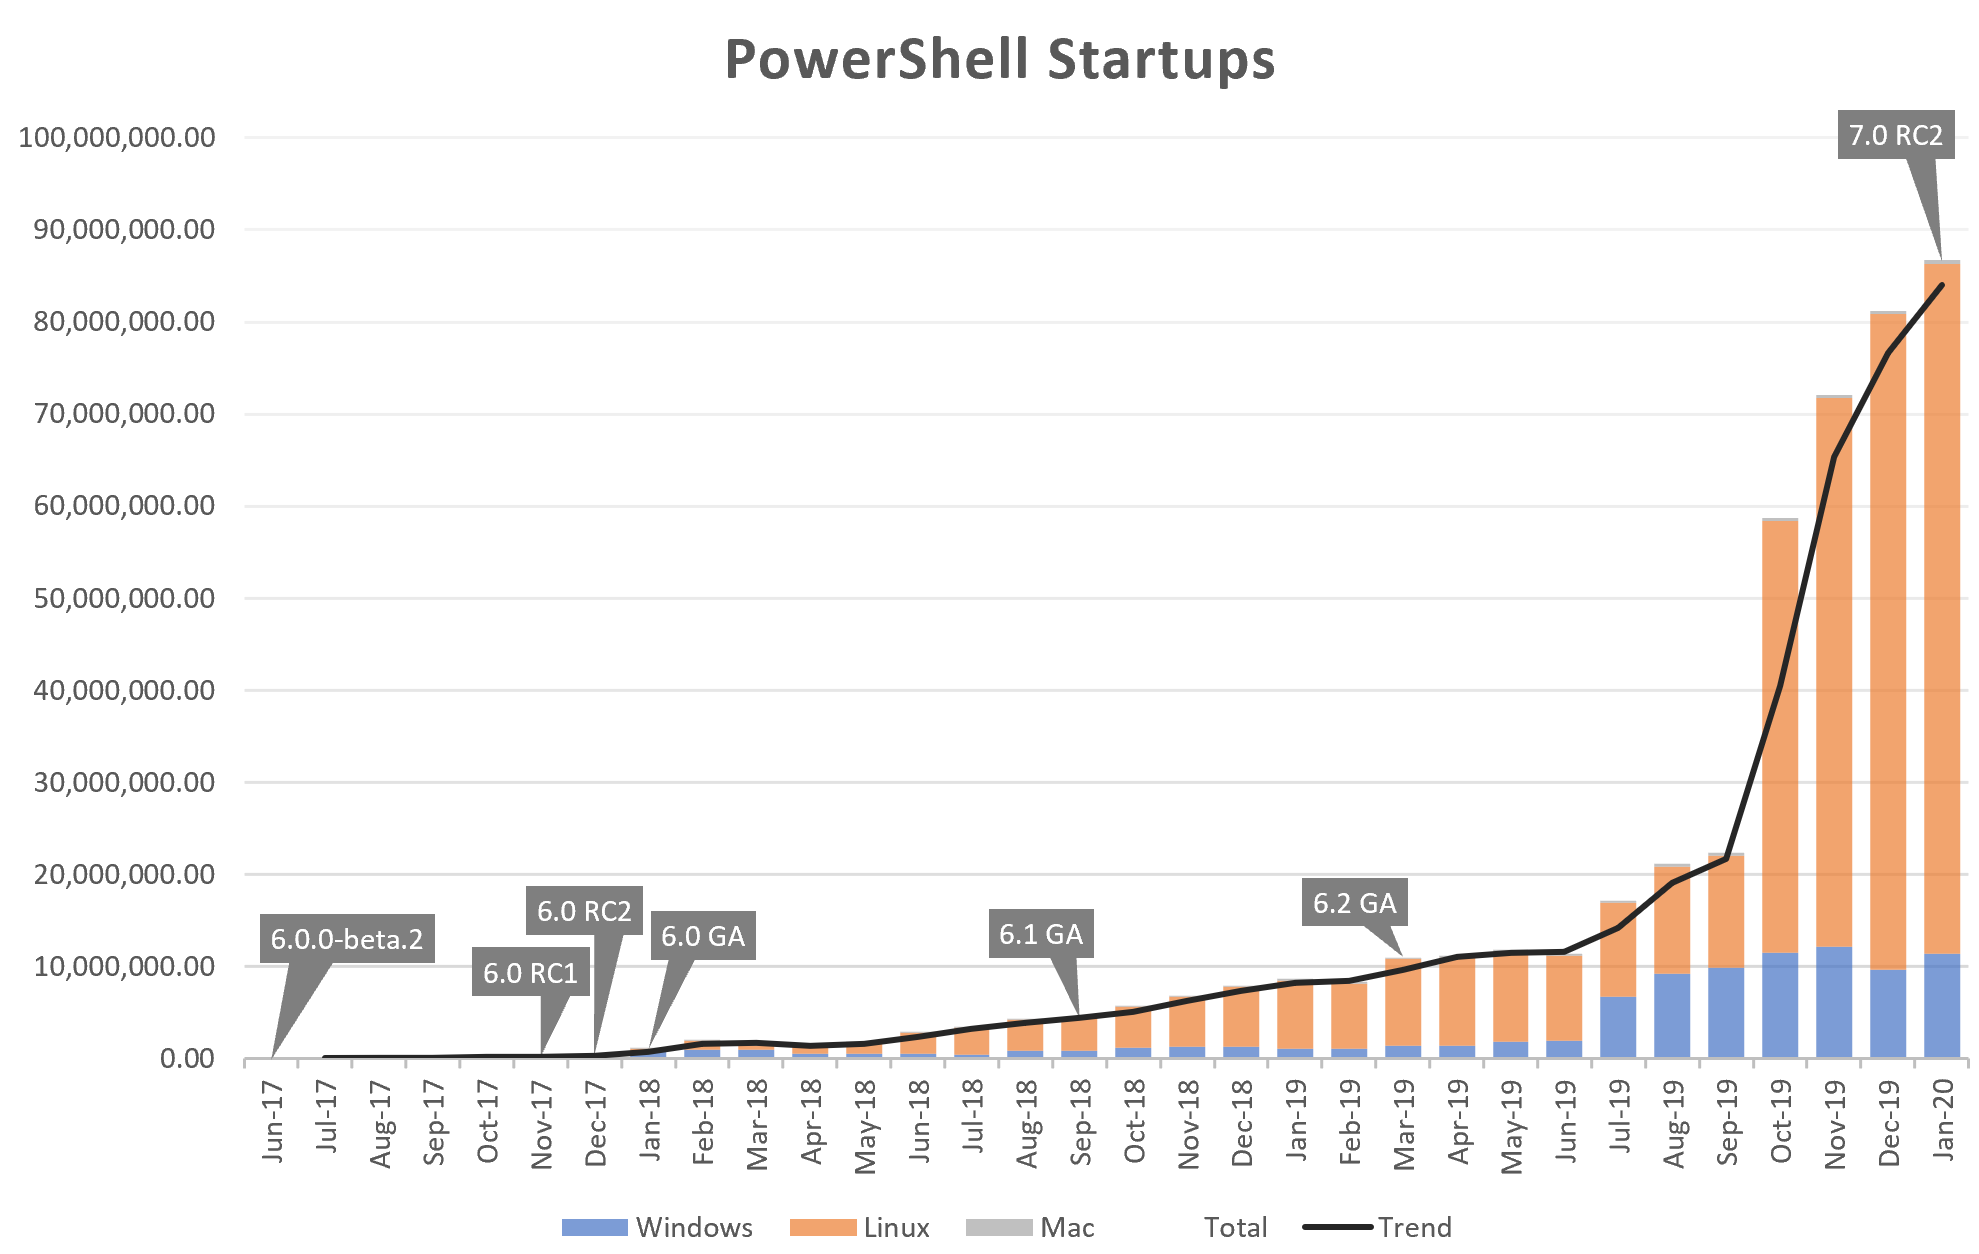 PowerShell Startups
100,000,000.00
90,000,000.00
80,000,000.00
70,000,000.00
60,000,000.00
50,000,000.00
40,000,000.00
30,000,000.00
20,000,000.00
10,000,000.00
0.00
6.0.0-beta.2
6.0 RC1
6.0 RC2
6.0 GA
6.1 GA
6.2 GA
7.0 RC2
Jun-17
Jul-17
Aug-17
Sep-17
Oct-17
Nov-17
Dec-17
Jan-18
Feb-18
Mar-18
Apr-18
May-18
Jun-18
Jul-18
Aug-18
Sep-18
Oct-18
Nov-18
Dec-18
Jan-19
Feb-19
Mar-19
Apr-19
May-19
Jun-19
Jul-19
Aug-19
Sep-19
Oct-19
Nov-19
Dec-19
Jan-20
Windows Linux Mac Total Trend